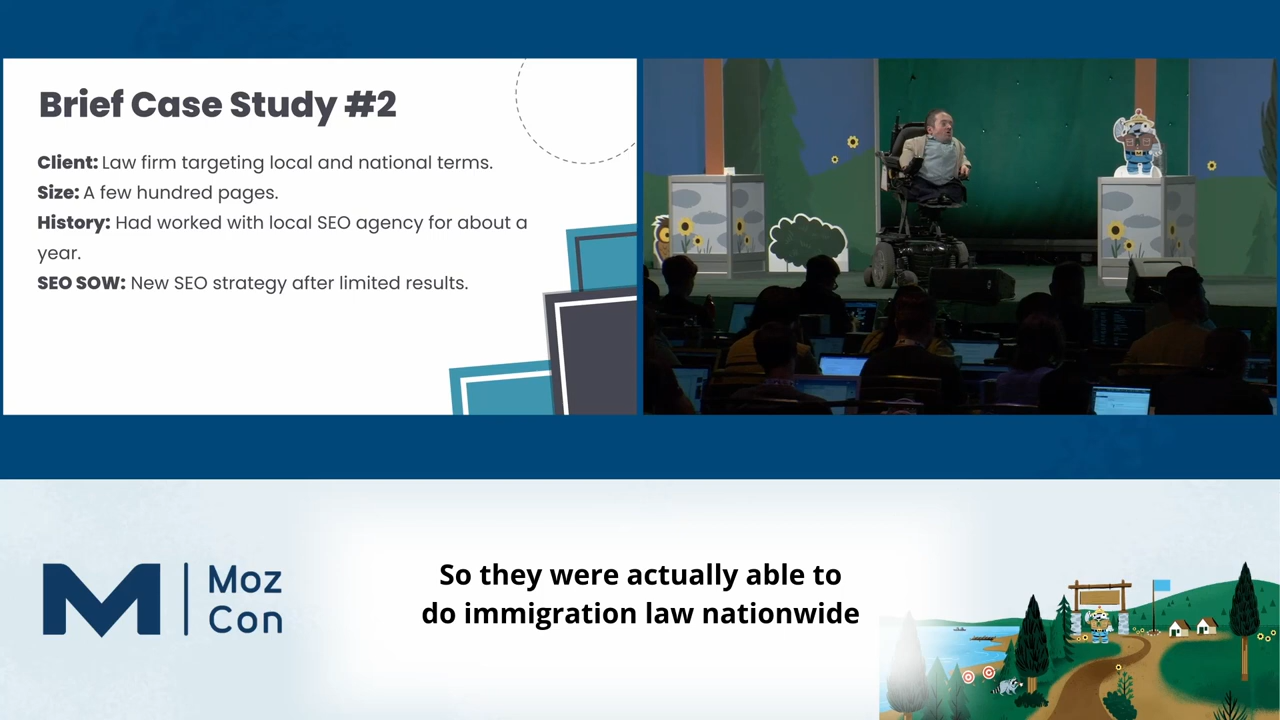 Brief Case Study #2
Client: Law firm targeting local and national terms.
Size: A few hundred pages.
History: Had worked with local SEO agency for about a
year.
SEO SOW: New SEO strategy after limited results.
Moz
Con
So they were actually able to
do immigration law nationwide